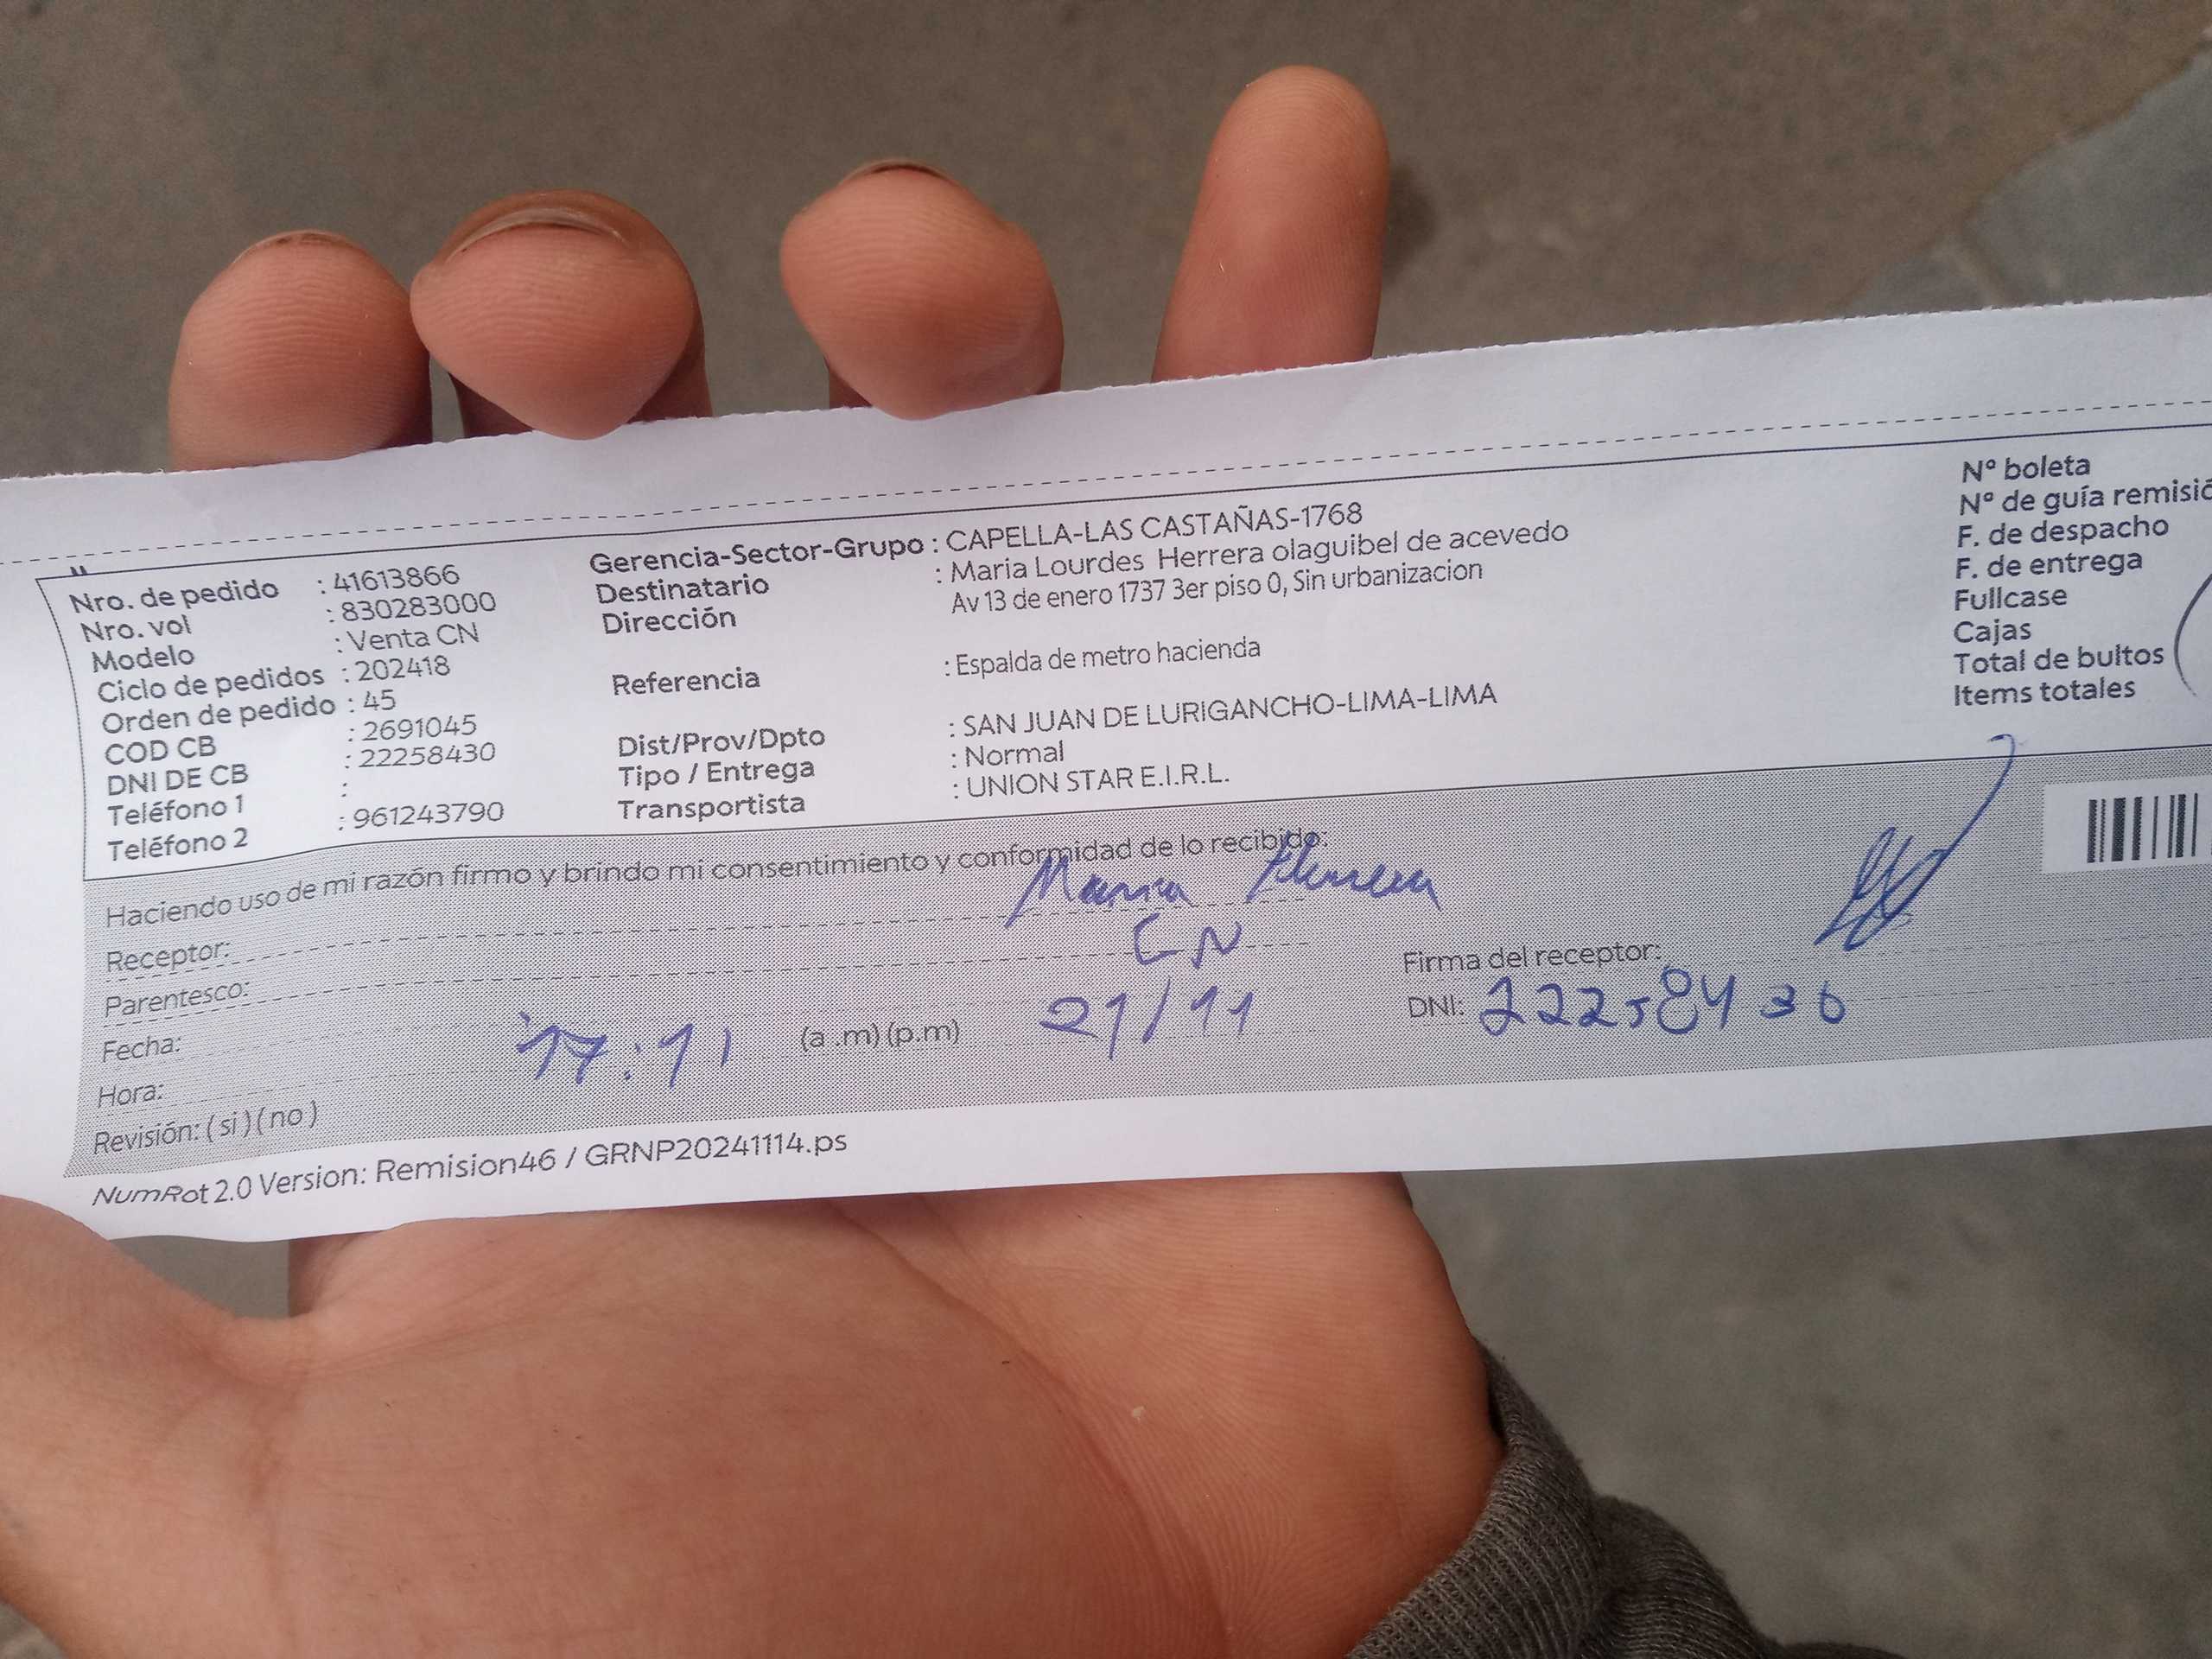 Nro. de pedido : 41613866
Nro. vol : 830283000
Modelo : Venta CN
Ciclo de pedidos : 202418
Orden de pedido : 45
COD CB : 2691045
DNI DE CB : 22258430
Teléfono 1 :
Teléfono 2 : 961243790
Gerencia-Sector-Grupo : CAPELLA-LAS CASTAÑAS-1768
Destinatario : Maria Lourdes Herrera olaguibel de acevedo
Dirección Av 13 de enero 1737 3er piso 0, Sin urbanizacion
Referencia : Espalda de metro hacienda
Dist/Prov/Dpto : SAN JUAN DE LURIGANCHO-LIMA-LIMA
Tipo / Entrega : Normal
Transportista : UNION STAR E.I.R.L.
Nº boleta
Nº de guía remisió
F. de despacho
F. de entrega
Fullcase
Cajas
Total de bultos
Items totales
Haciendo uso de mi razón firmo y brindo mi consentimiento y conformidad de lo recibido:
Receptor: Maria Herrera
Parentesco: CN
Fecha: 21/11
Hora: 17:11 (a .m) (p.m)
Revisión: ( si ) ( no )
Firma del receptor:
DNI: 22258430
NumRot 2.0 Version: Remision46 / GRNP20241114.ps